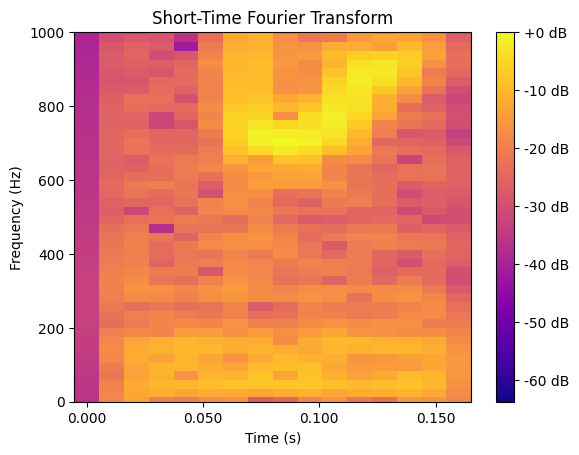 Short-Time Fourier Transform
1000
800
600
400
200
0
Frequency (Hz)
0.000
0.050
0.100
0.150
Time (s)
+0 dB
-10 dB
-20 dB
-30 dB
-40 dB
-50 dB
-60 dB